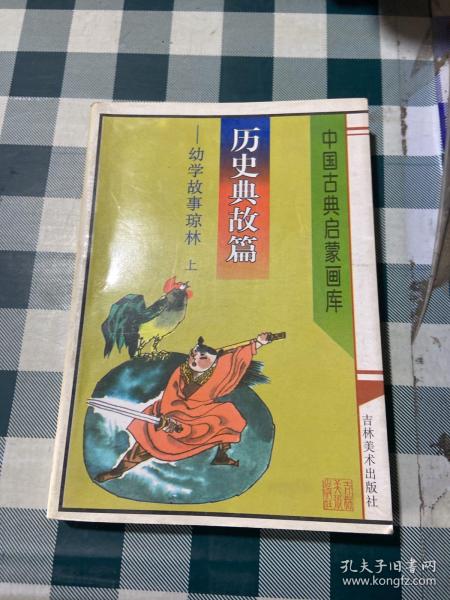 中国古典启蒙画库
历史典故篇
——幼学故事琼林 上
吉林美术出版社
孔夫子旧书网
www.kongfz.com